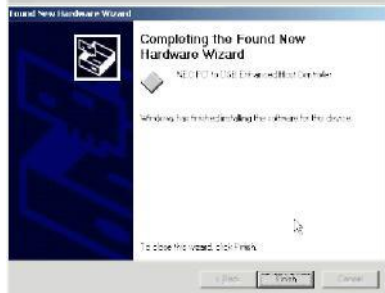 Found New Hardware Wizard
Completing the Found New
Hardware Wizard
NEC PCI to USB Enhanced Host Controller
Windows has finished installing the software for this device.
To close this wizard, click Finish.
< Back
Finish
Cancel